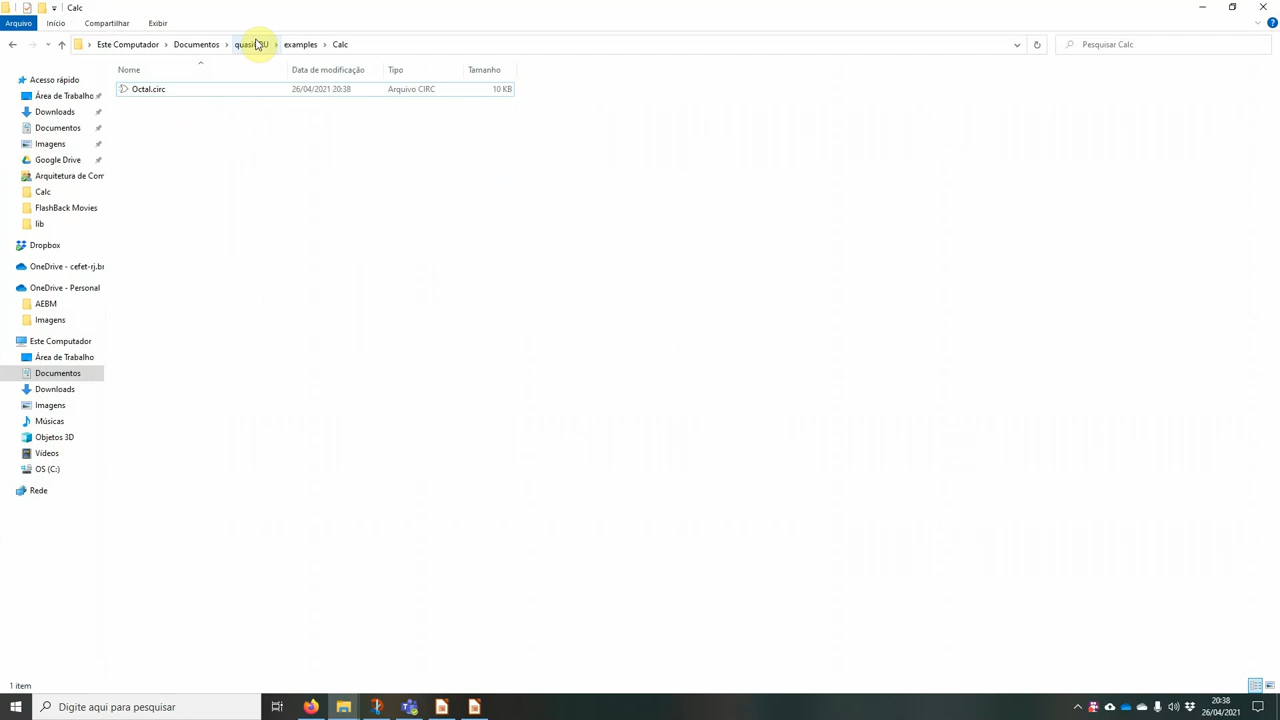 Calc
Arquivo
Início
Compartilhar
Exibir
Este Computador
Documentos
examples
Calc
Pesquisar Calc
Nome
Data de modificação
Tipo
Tamanho
Octal.circ
26/04/2021 20:38
Arquivo CIRC
10 KB
Acesso rápido
Área de Trabalho
Downloads
Documentos
Imagens
Google Drive
Arquitetura de Com
Calc
FlashBack Movies
lib
Dropbox
OneDrive - cefet-rj.br
OneDrive - Personal
AEBM
Imagens
Este Computador
Área de Trabalho
Documentos
Downloads
Imagens
Músicas
Objetos 3D
Vídeos
OS (C:)
Rede
1 item
Digite aqui para pesquisar
20:38
26/04/2021